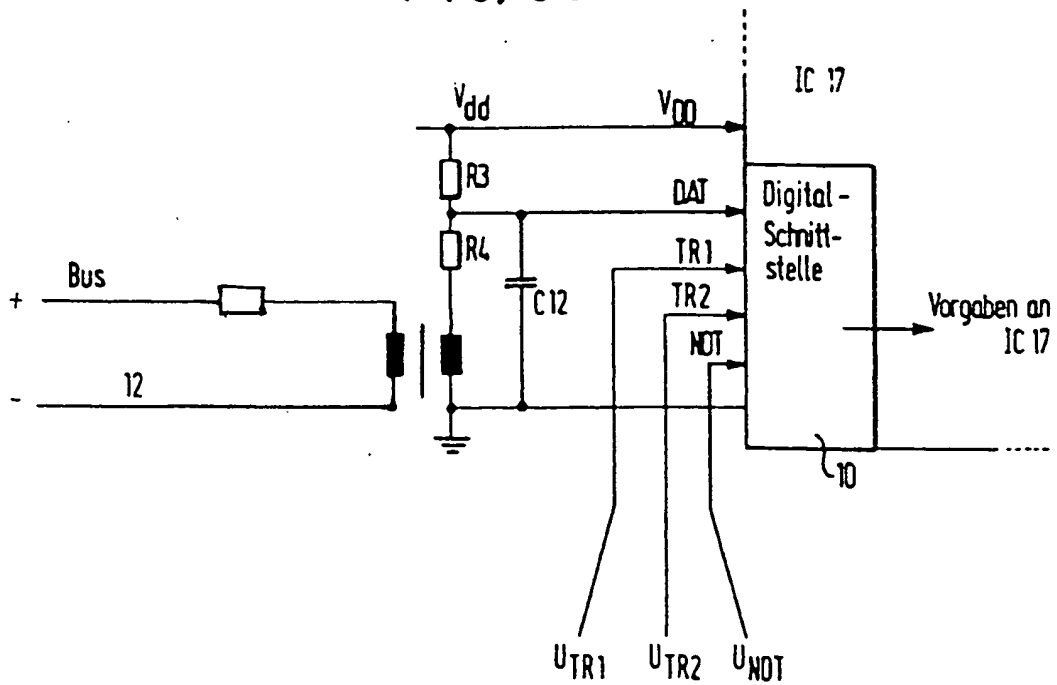 IC 17
Vdd
VDD
R3
DAT
Digital-
Schnitt-
stelle
R4
TR1
Bus
+
C12
TR2
Vorgaben an
IC 17
NOT
12
-
10
UTR1
UTR2
UNOT